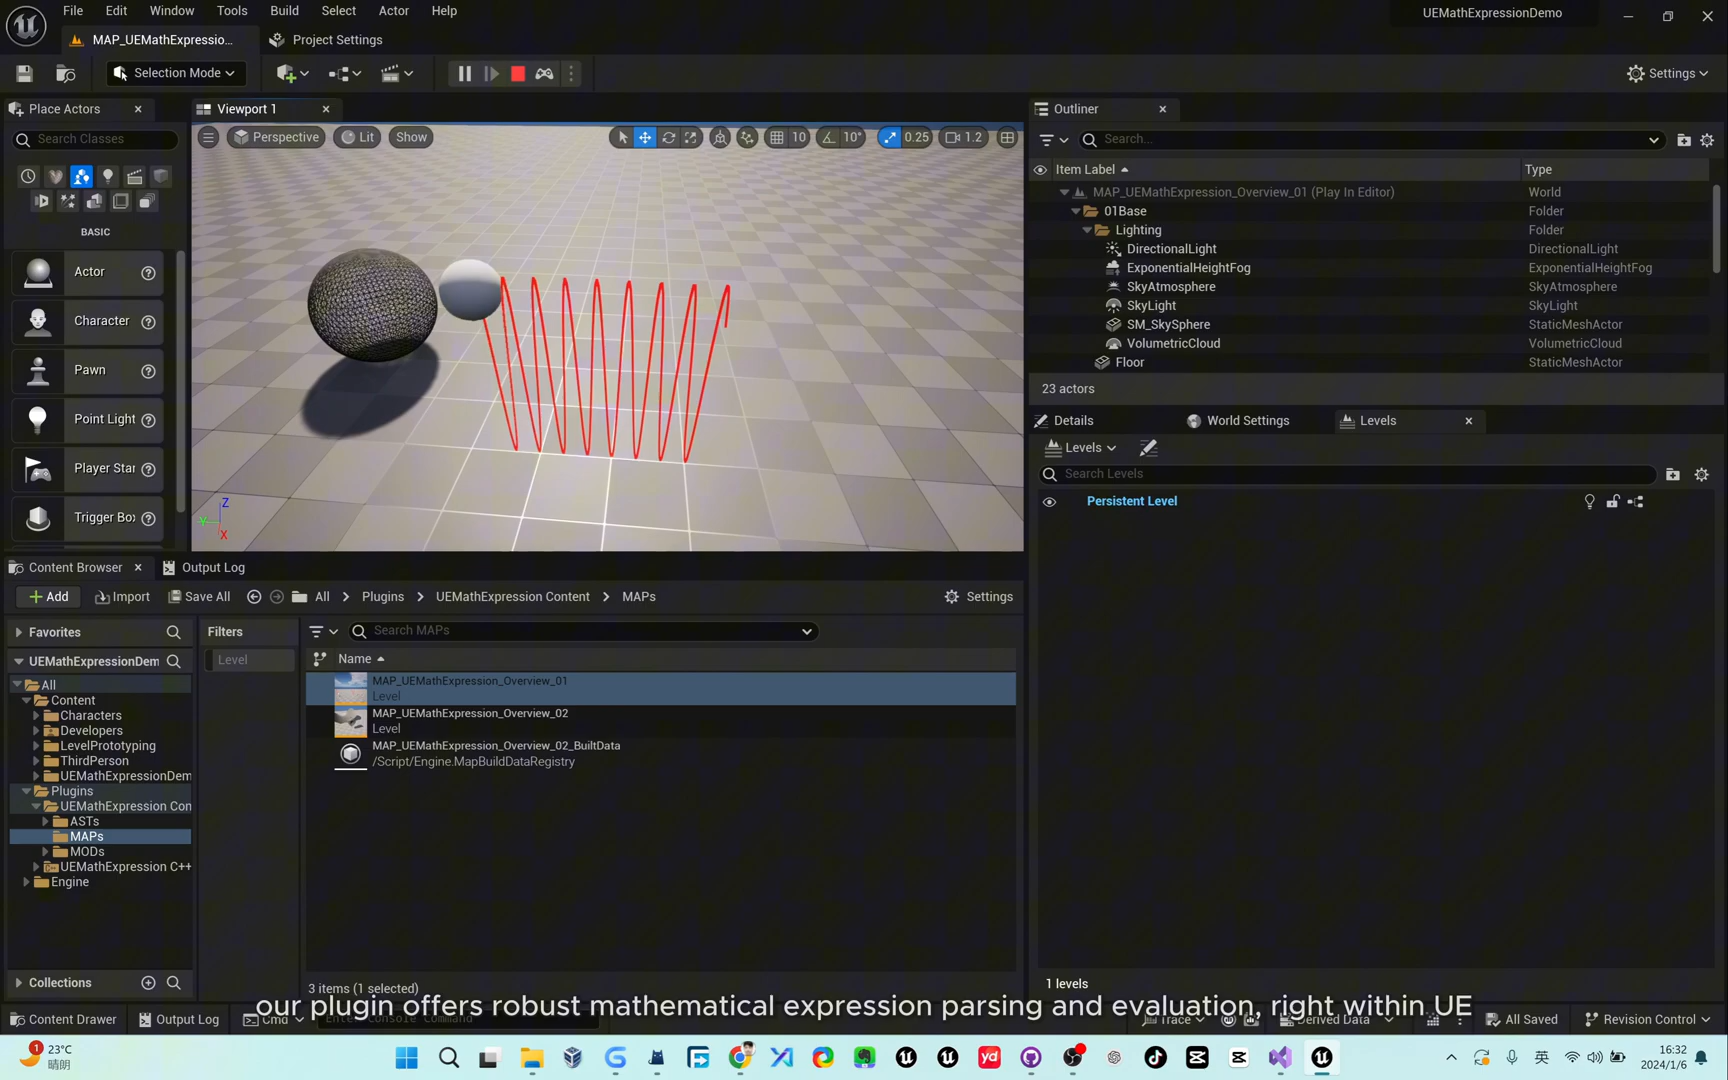 File Edit Window Tools Build Select Actor Help
UEMathExpressionDemo
MAP_UEMathExpressio...
Project Settings
Selection Mode
Settings
Place Actors
Viewport 1
Outliner
Search Classes
Perspective
Lit
Show
10
10°
0.25
1.2
Search...
Item Label
Type
BASIC
Actor
Character
Pawn
Point Light
Player Star
Trigger Box
Z
Y
X
MAP_UEMathExpression_Overview_01 (Play In Editor) World
01Base Folder
Lighting Folder
DirectionalLight DirectionalLight
ExponentialHeightFog ExponentialHeightFog
SkyAtmosphere SkyAtmosphere
SkyLight SkyLight
SM_SkySphere StaticMeshActor
VolumetricCloud VolumetricCloud
Floor StaticMeshActor
23 actors
Details
World Settings
Levels
Levels
Search Levels
Persistent Level
1 levels
Content Browser
Output Log
Add
Import
Save All
All > Plugins > UEMathExpression Content > MAPs
Settings
Favorites
UEMathExpressionDem
All
Content
Characters
Developers
LevelPrototyping
ThirdPerson
UEMathExpressionDem
Plugins
UEMathExpression Con
ASTs
MAPs
MODs
UEMathExpression C++
Engine
Collections
Filters
Level
Search MAPs
Name
MAP_UEMathExpression_Overview_01
Level
MAP_UEMathExpression_Overview_02
Level
MAP_UEMathExpression_Overview_02_BuiltData
/Script/Engine.MapBuildDataRegistry
3 items (1 selected)
our plugin offers robust mathematical expression parsing and evaluation, right within UE
Content Drawer
Output Log
Cmd
Enter Console Command
Trace
Derived Data
All Saved
Revision Control
1
23°C
晴朗
yd
英
16:32
2024/1/6